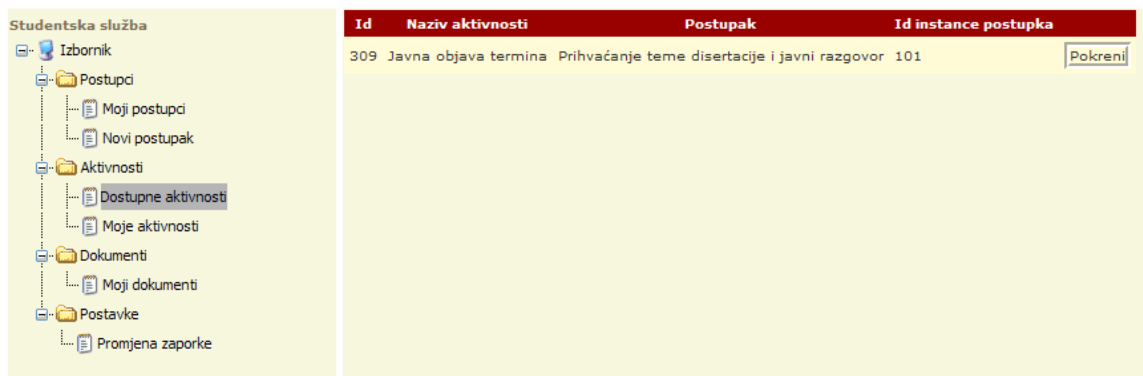 Studentska služba
Izbornik
Postupci
Moji postupci
Novi postupak
Aktivnosti
Dostupne aktivnosti
Moje aktivnosti
Dokumenti
Moji dokumenti
Postavke
Promjena zaporke
Id Naziv aktivnosti Postupak Id instance postupka
309 Javna objava termina Prihvaćanje teme disertacije i javni razgovor 101 Pokreni